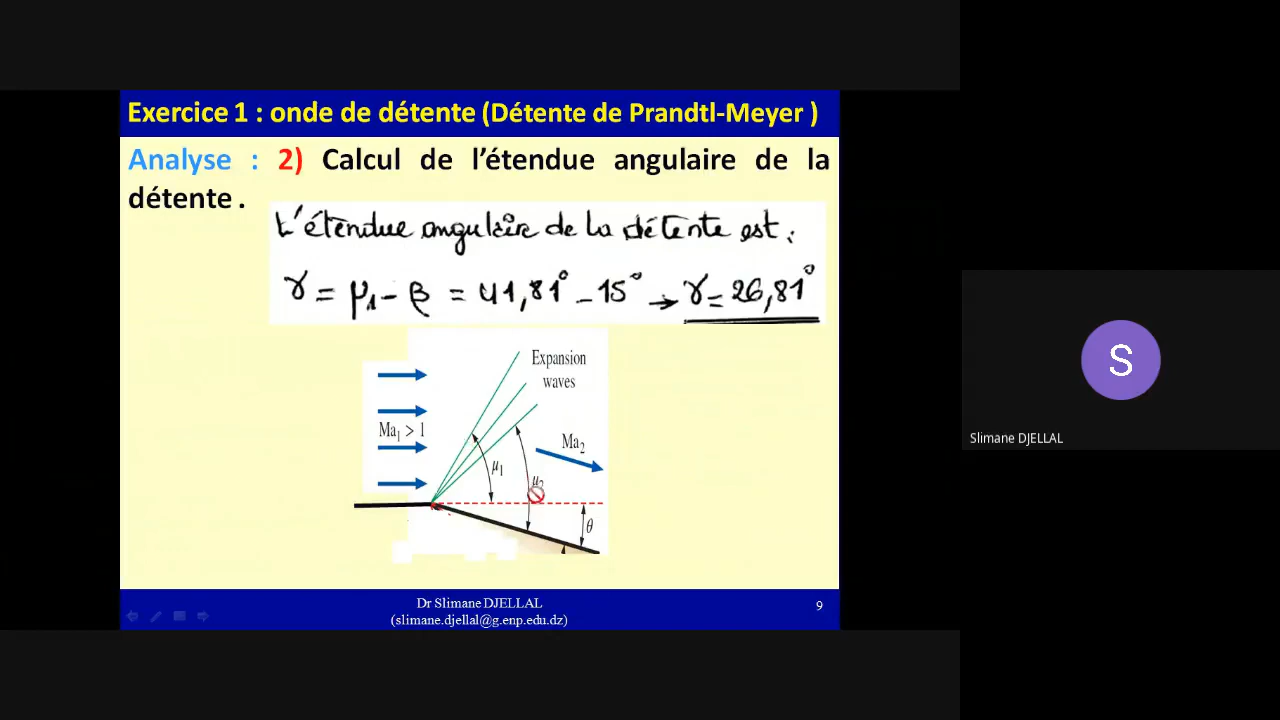 Exercice 1 : onde de détente (Détente de Prandtl-Meyer )
Analyse : 2) Calcul de l’étendue angulaire de la
détente .
L'étendue angulaire de la détente est :
γ = μ1 - β = 41,81° - 15° → γ = 26,81°
Expansion
waves
Ma1 > 1
Ma2
μ1
μ2
θ
Dr Slimane DJELLAL
(slimane.djellal@g.enp.edu.dz)
9
S
Slimane DJELLAL